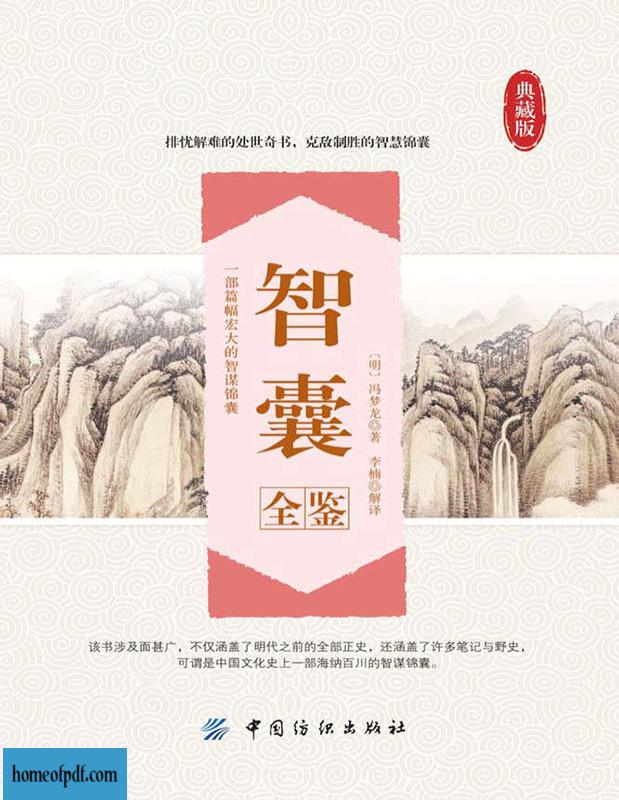 典藏版
排忧解难的处世奇书，克敌制胜的智慧锦囊
智囊
全鉴
一部篇幅宏大的智谋锦囊
〔明〕冯梦龙◎著
李楠◎解译
该书涉及面甚广，不仅涵盖了明代之前的全部正史，还涵盖了许多笔记与野史，
可谓是中国文化史上一部海纳百川的智谋锦囊。
中国纺织出版社
homeofpdf.com